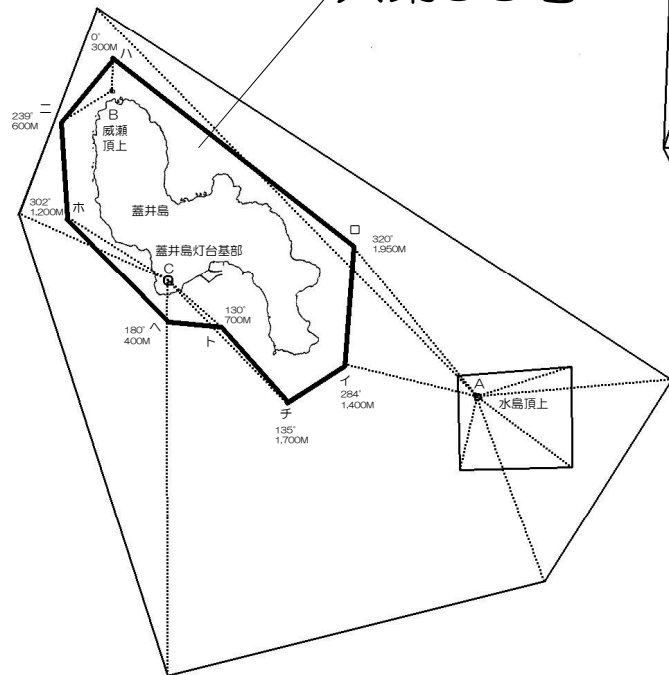 0°
300M
ハ
ニ
239°
600M
B
威瀬
頂上
302°
1,200M
ホ
蓋井島
ロ
320°
1,950M
蓋井島灯台基部
C
130°
700M
180°
400M
ヘ
ト
イ
284°
1,400M
A
水島頂上
チ
135°
1,700M